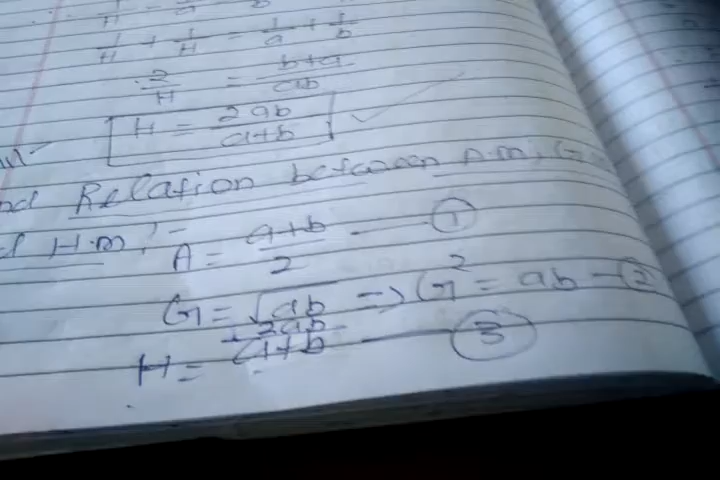 1/H + 1/H = 1/a + 1/b
2/H = b+a/ab
H = 2ab/a+b
Relation between A.M, G
H.M :-
A = a+b/2 — (1)
G = √ab => G² = ab — (2)
H = 2ab/a+b — (3)